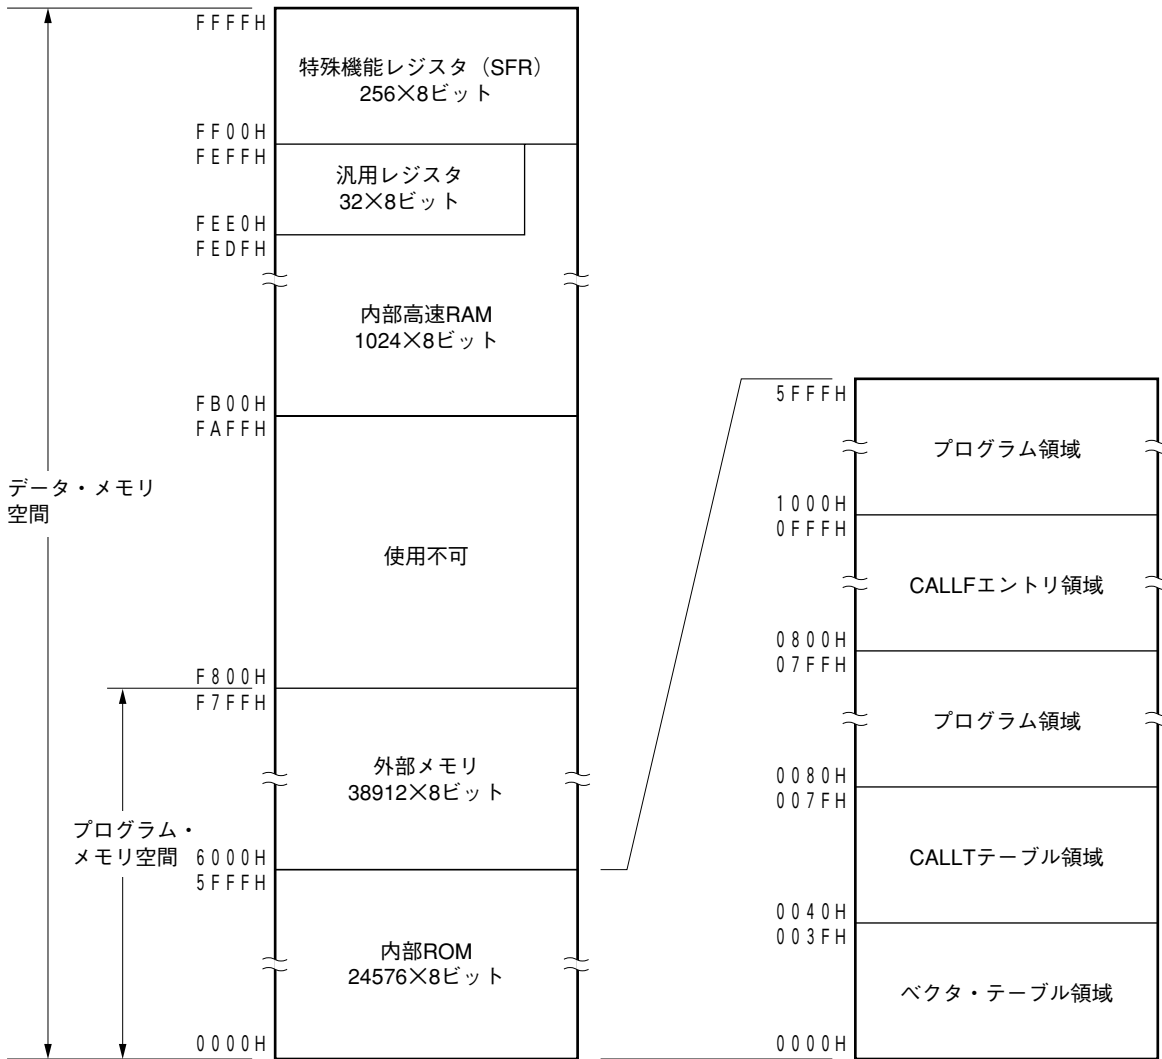 FFFFH
特殊機能レジスタ（SFR）
256×8ビット
FF00H
FEFFH
汎用レジスタ
32×8ビット
FEE0H
FEDFH
内部高速RAM
1024×8ビット
FB00H
FAFFH
データ・メモリ
空間
使用不可
F800H
F7FFH
外部メモリ
38912×8ビット
プログラム・
メモリ空間
6000H
5FFFH
内部ROM
24576×8ビット
0000H
5FFFH
プログラム領域
1000H
0FFFH
CALLFエントリ領域
0800H
07FFH
プログラム領域
0080H
007FH
CALLTテーブル領域
0040H
003FH
ベクタ・テーブル領域
0000H